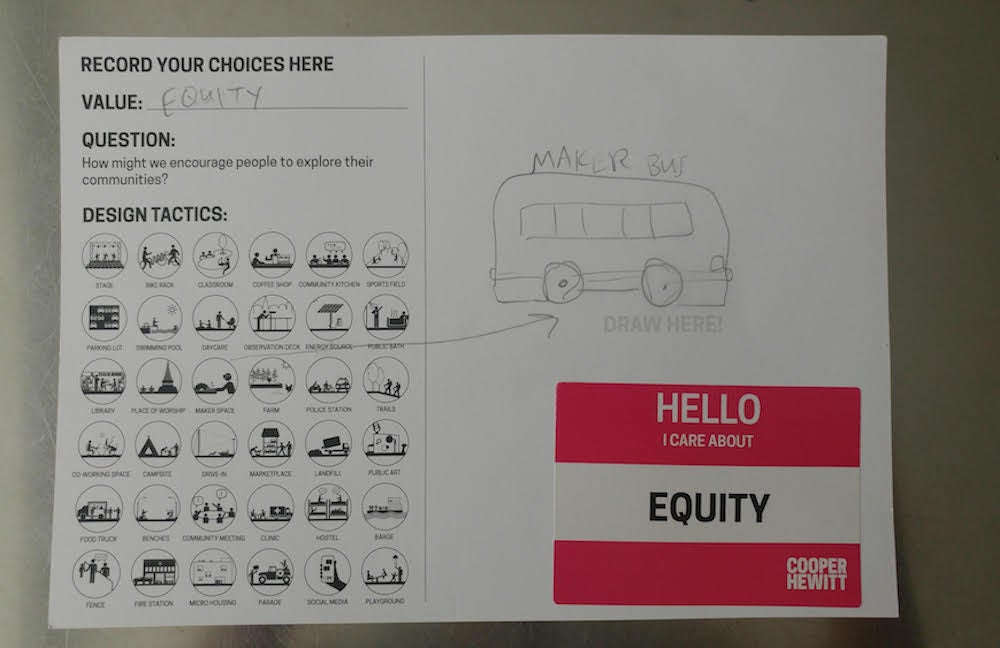 RECORD YOUR CHOICES HERE
VALUE: EQUITY
QUESTION:
How might we encourage people to explore their
communities?
DESIGN TACTICS:
STAGE BIKE RACK CLASSROOM COFFEE SHOP COMMUNITY KITCHEN SPORTS FIELD
PARKING LOT SWIMMING POOL DAYCARE OBSERVATION DECK ENERGY SOURCE PUBLIC BATH
LIBRARY PLACE OF WORSHIP MAKER SPACE FARM POLICE STATION TRAILS
CO-WORKING SPACE CAMPSITE DRIVE-IN MARKETPLACE LANDFILL PUBLIC ART
FOOD TRUCK BENCHES COMMUNITY MEETING CLINIC HOSTEL BARGE
FENCE FIRE STATION MICRO HOUSING PARADE SOCIAL MEDIA PLAYGROUND
MAKER BUS
DRAW HERE!
HELLO
I CARE ABOUT
EQUITY
COOPER
HEWITT